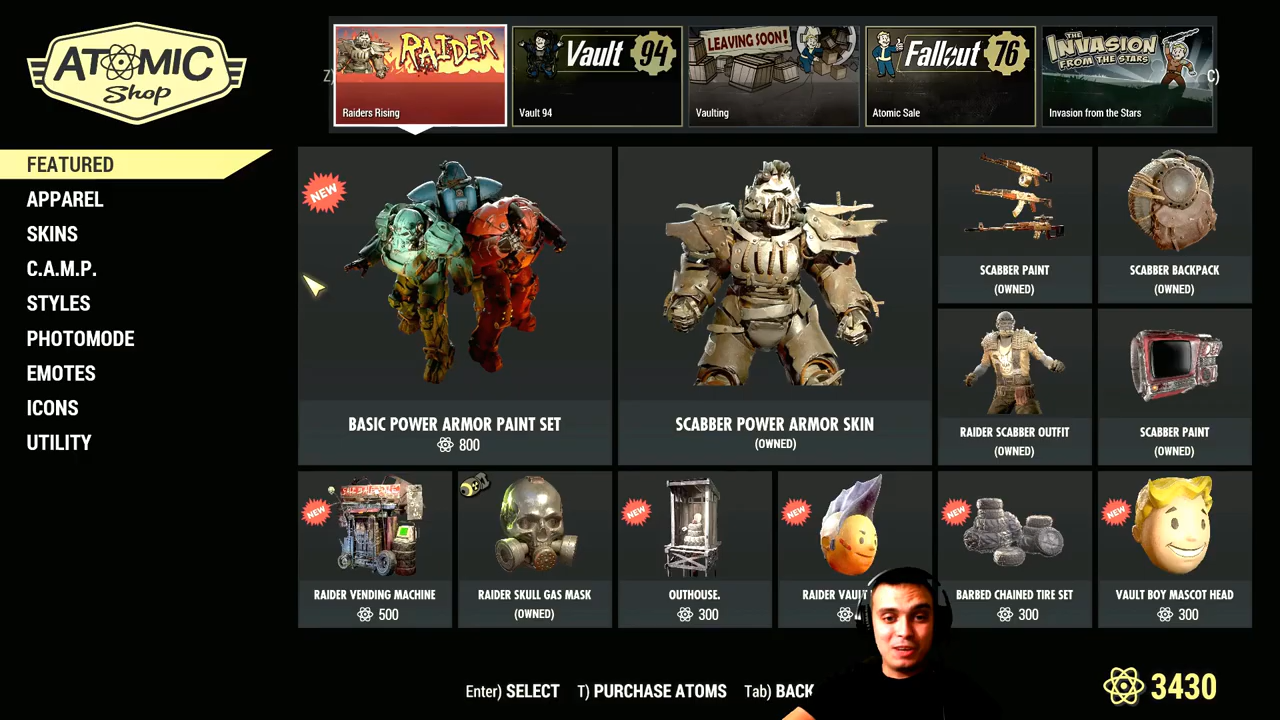 ATOMIC
Shop
Z)
RAIDER
Raiders Rising
Vault 94
Vault 94
LEAVING SOON!
Vaulting
Fallout 76
Atomic Sale
THE
INVASION
FROM THE STARS
Invasion from the Stars
C)
FEATURED
APPAREL
SKINS
C.A.M.P.
STYLES
PHOTOMODE
EMOTES
ICONS
UTILITY
NEW
BASIC POWER ARMOR PAINT SET
800
SCABBER POWER ARMOR SKIN
(OWNED)
SCABBER PAINT
(OWNED)
SCABBER BACKPACK
(OWNED)
RAIDER SCABBER OUTFIT
(OWNED)
SCABBER PAINT
(OWNED)
NEW
RAIDER VENDING MACHINE
500
RAIDER SKULL GAS MASK
(OWNED)
NEW
OUTHOUSE.
300
NEW
RAIDER VAUL
NEW
BARBED CHAINED TIRE SET
300
NEW
VAULT BOY MASCOT HEAD
300
Enter) SELECT T) PURCHASE ATOMS Tab) BACK
3430